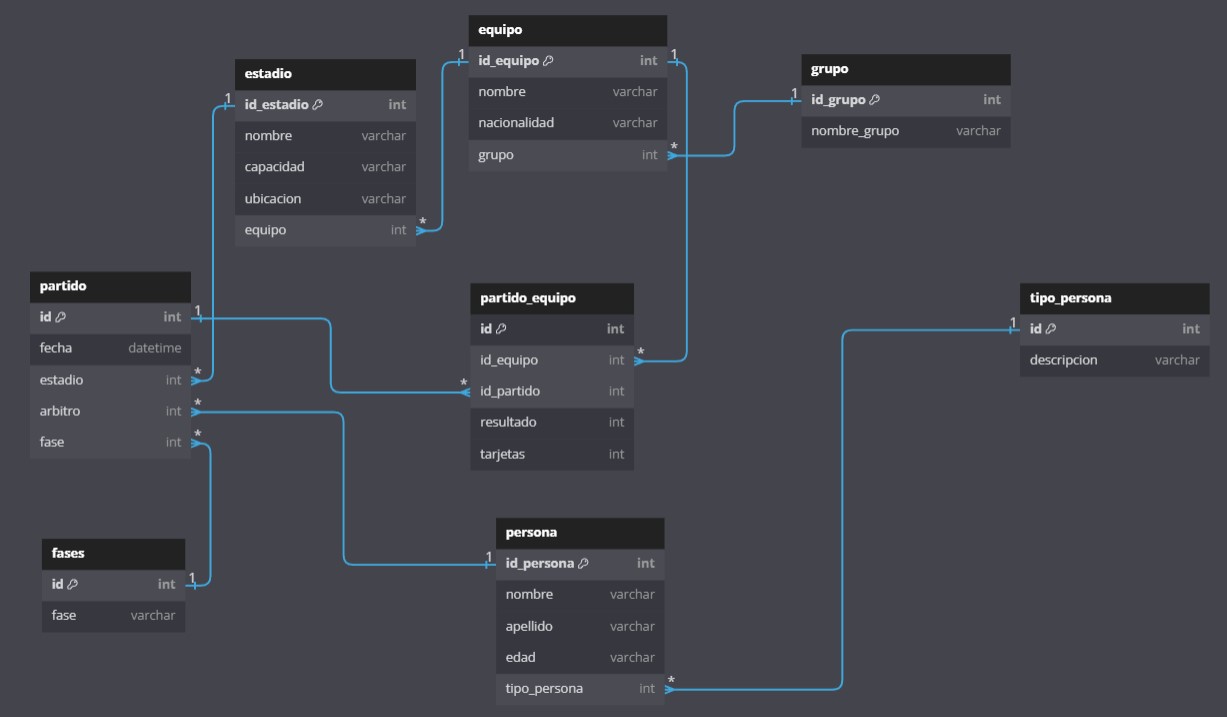 equipo
id_equipo int
nombre varchar
nacionalidad varchar
grupo int
estadio
id_estadio int
nombre varchar
capacidad varchar
ubicacion varchar
equipo int
grupo
id_grupo int
nombre_grupo varchar
partido
id int
fecha datetime
estadio int
arbitro int
fase int
partido_equipo
id int
id_equipo int
id_partido int
resultado int
tarjetas int
tipo_persona
id int
descripcion varchar
fases
id int
fase varchar
persona
id_persona int
nombre varchar
apellido varchar
edad varchar
tipo_persona int
1
1
1
1
*
*
1
*
*
*
*
*
1
1
1
*